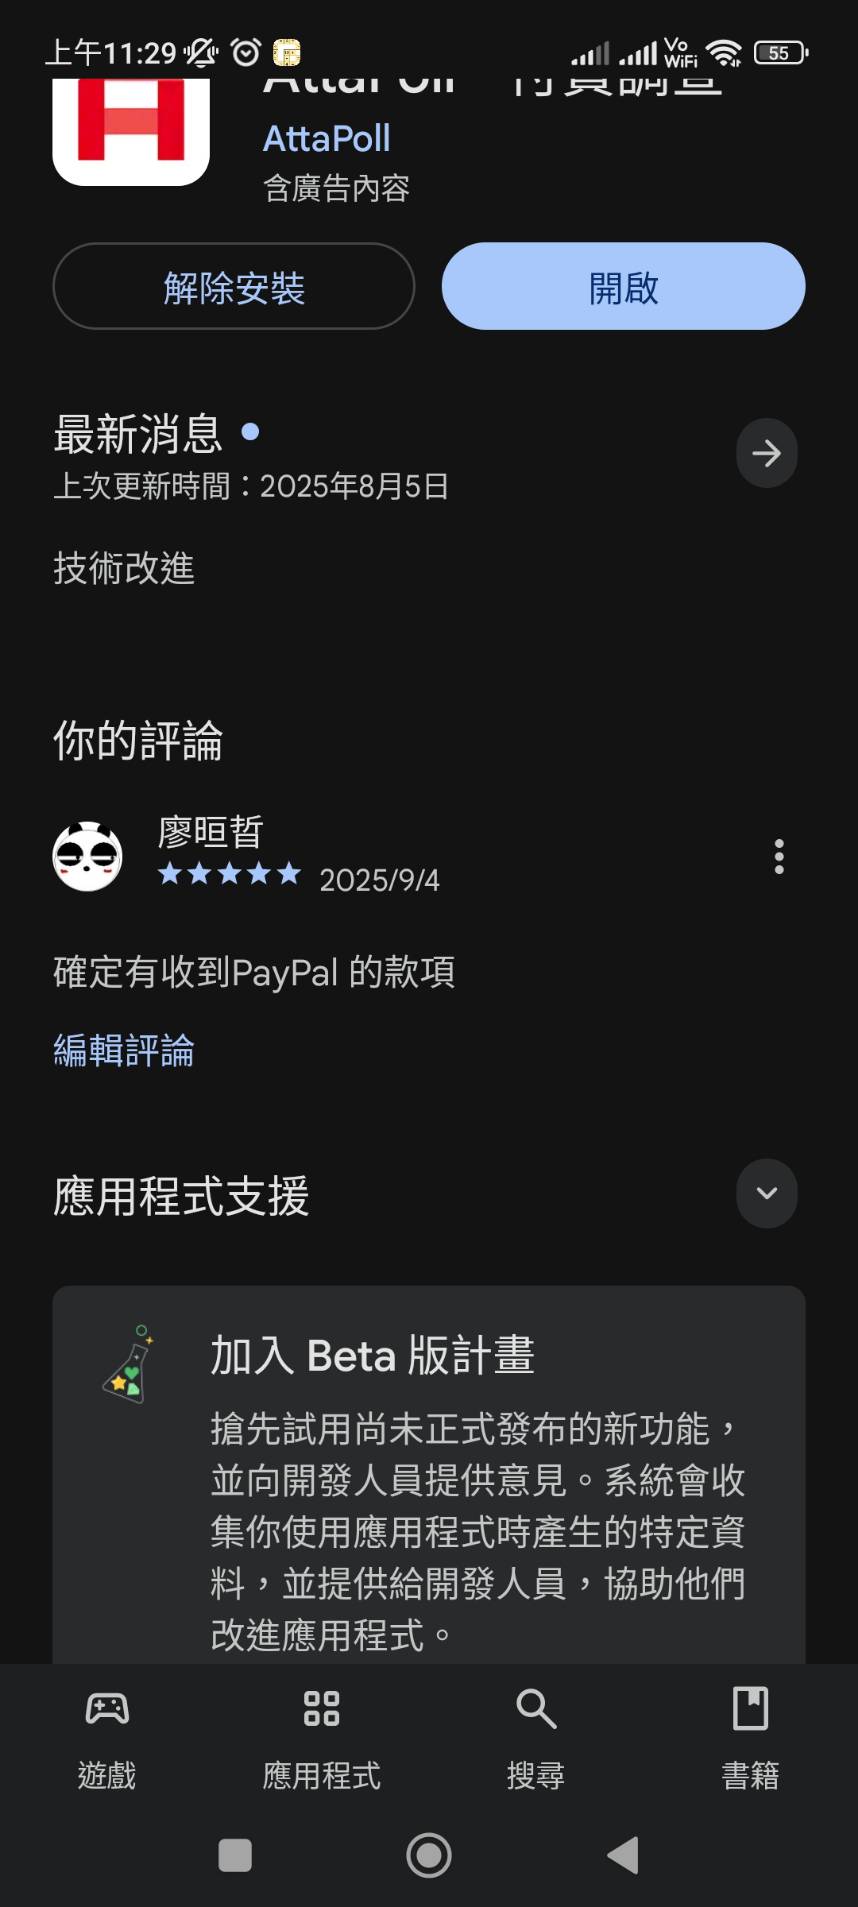 上午11:29
Vo
WiFi
55
AttaPoll - 付費調查
AttaPoll
含廣告內容
解除安裝
開啟
最新消息
上次更新時間：2025年8月5日
技術改進
你的評論
廖晅哲
2025/9/4
確定有收到PayPal 的款項
編輯評論
應用程式支援
加入 Beta 版計畫
搶先試用尚未正式發布的新功能，
並向開發人員提供意見。系統會收
集你使用應用程式時產生的特定資
料，並提供給開發人員，協助他們
改進應用程式。
遊戲
應用程式
搜尋
書籍